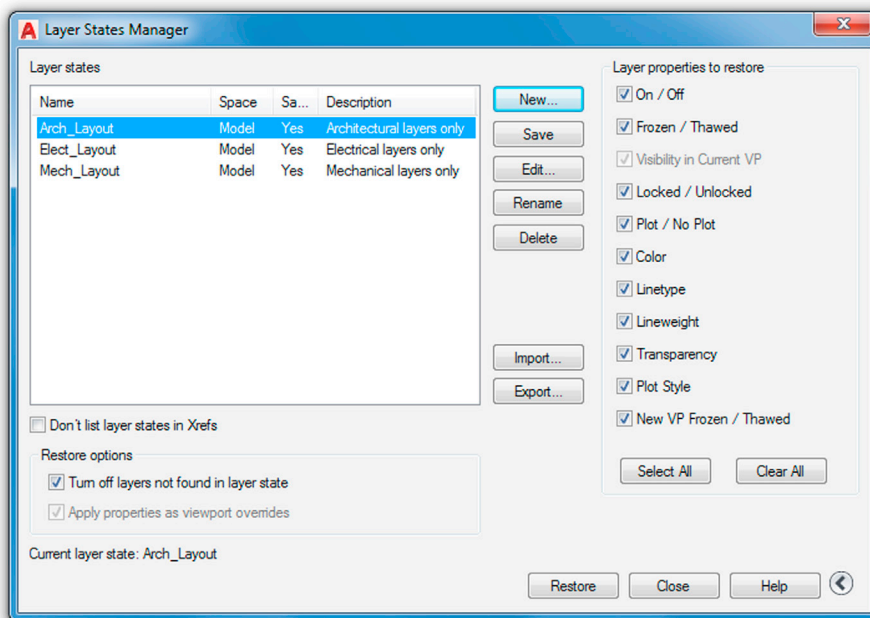 Layer States Manager
Layer states
Name Space Sa... Description
Arch_Layout Model Yes Architectural layers only
Elect_Layout Model Yes Electrical layers only
Mech_Layout Model Yes Mechanical layers only
New...
Save
Edit...
Rename
Delete
Import...
Export...
Don't list layer states in Xrefs
Restore options
Turn off layers not found in layer state
Apply properties as viewport overrides
Current layer state: Arch_Layout
Layer properties to restore
On / Off
Frozen / Thawed
Visibility in Current VP
Locked / Unlocked
Plot / No Plot
Color
Linetype
Lineweight
Transparency
Plot Style
New VP Frozen / Thawed
Select All Clear All
Restore Close Help